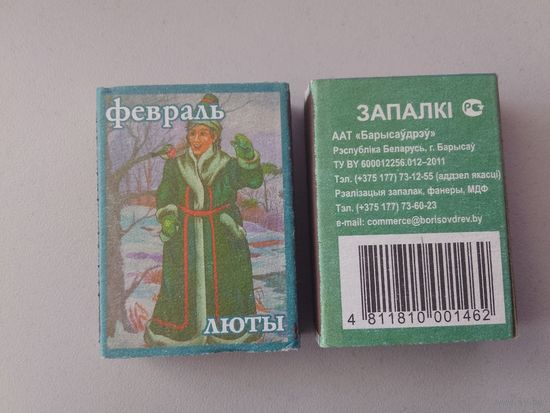 февраль
люты
ЗАПАЛКІ
ААТ «Барысаўдрэў»
Рэспубліка Беларусь, г. Барысаў
ТУ BY 600012256.012–2011
Тэл. (+375 177) 73-12-55 (аддзел якасці)
Рэалізацыя запалак, фанеры, МДФ
Тэл. (+375 177) 73-60-23
e-mail: commerce@borisovdrev.by
4 811810 001462